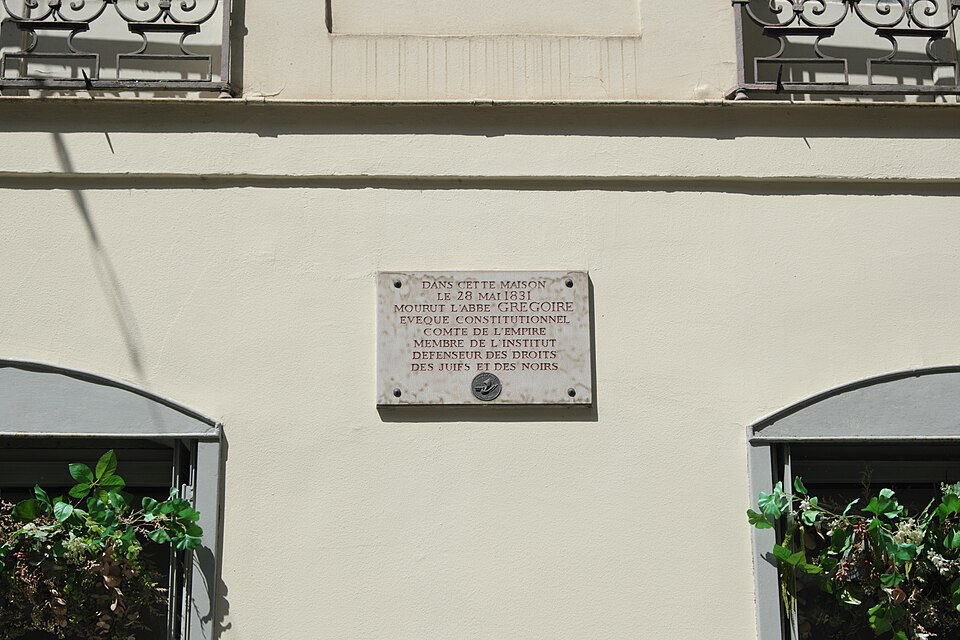 DANS CETTE MAISON
LE 28 MAI 1831
MOURUT L'ABBE GREGOIRE
EVEQUE CONSTITUTIONNEL
COMTE DE L'EMPIRE
MEMBRE DE L'INSTITUT
DEFENSEUR DES DROITS
DES JUIFS ET DES NOIRS